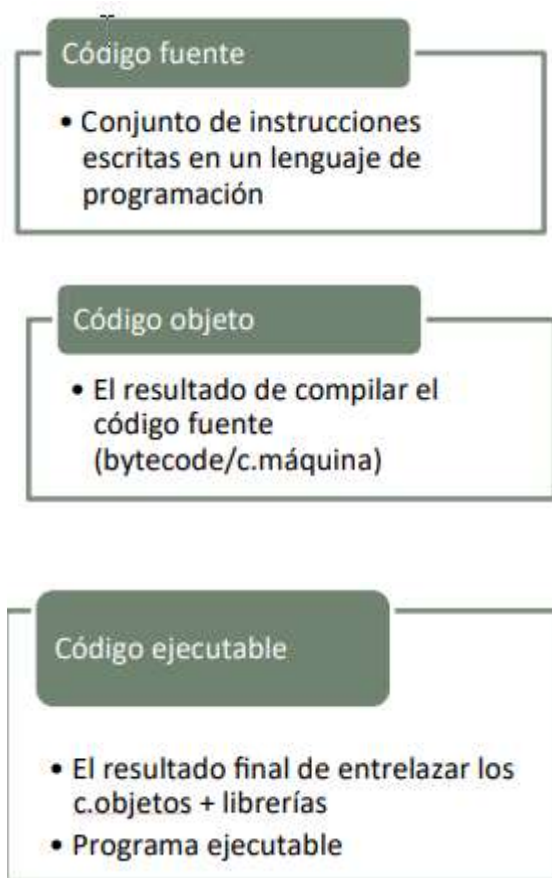 Código fuente
• Conjunto de instrucciones
escritas en un lenguaje de
programación
Código objeto
• El resultado de compilar el
código fuente
(bytecode/c.máquina)
Código ejecutable
• El resultado final de entrelazar los
c.objetos + librerías
• Programa ejecutable